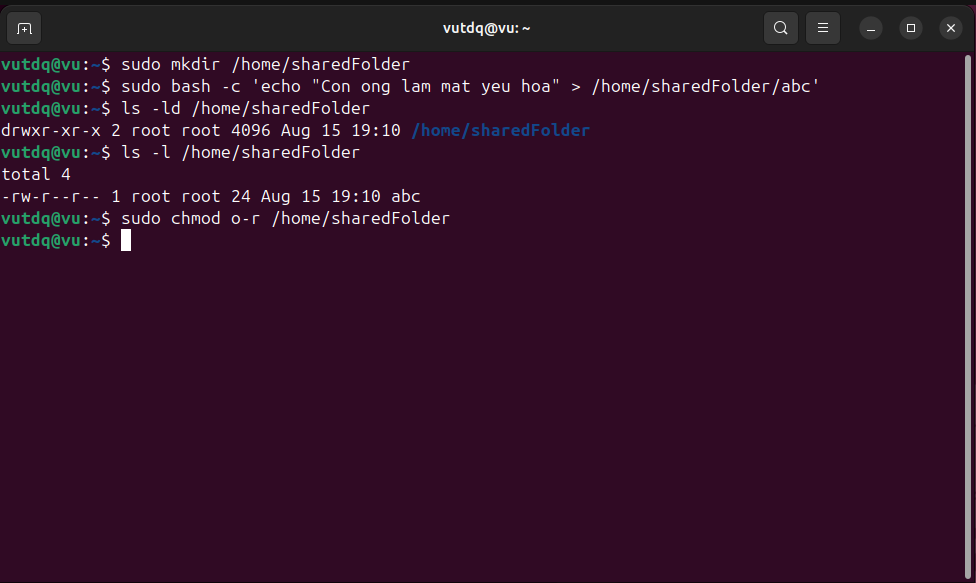 vutdq@vu: ~
vutdq@vu:~$ sudo mkdir /home/sharedFolder
vutdq@vu:~$ sudo bash -c 'echo "Con ong lam mat yeu hoa" > /home/sharedFolder/abc'
vutdq@vu:~$ ls -ld /home/sharedFolder
drwxr-xr-x 2 root root 4096 Aug 15 19:10 /home/sharedFolder
vutdq@vu:~$ ls -l /home/sharedFolder
total 4
-rw-r--r-- 1 root root 24 Aug 15 19:10 abc
vutdq@vu:~$ sudo chmod o-r /home/sharedFolder
vutdq@vu:~$